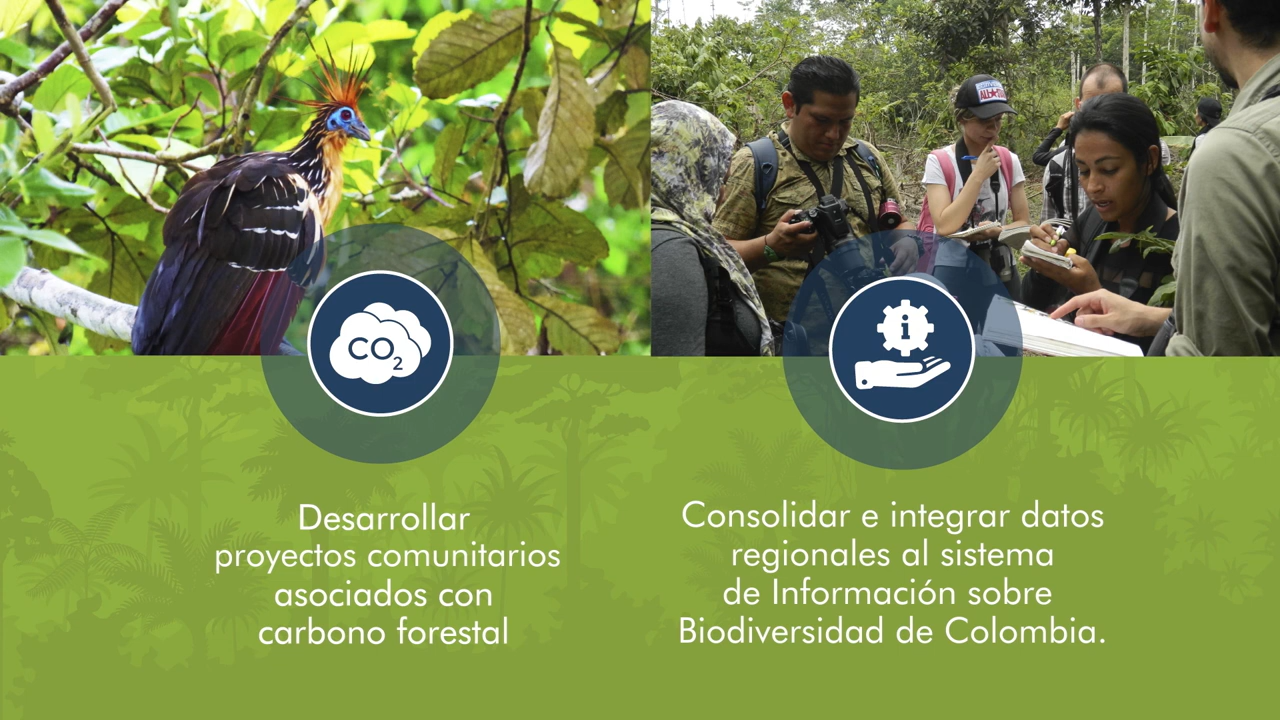 CO2
i
Desarrollar
proyectos comunitarios
asociados con
carbono forestal
Consolidar e integrar datos
regionales al sistema
de Información sobre
Biodiversidad de Colombia.